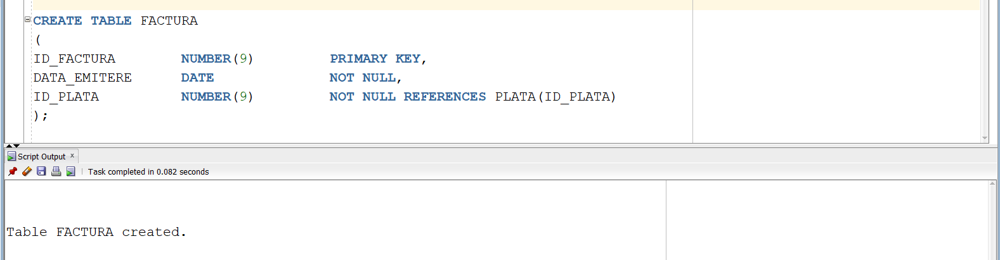 CREATE TABLE FACTURA
(
ID_FACTURA NUMBER(9) PRIMARY KEY,
DATA_EMITERE DATE NOT NULL,
ID_PLATA NUMBER(9) NOT NULL REFERENCES PLATA(ID_PLATA)
);
Script Output x
Task completed in 0.082 seconds
Table FACTURA created.